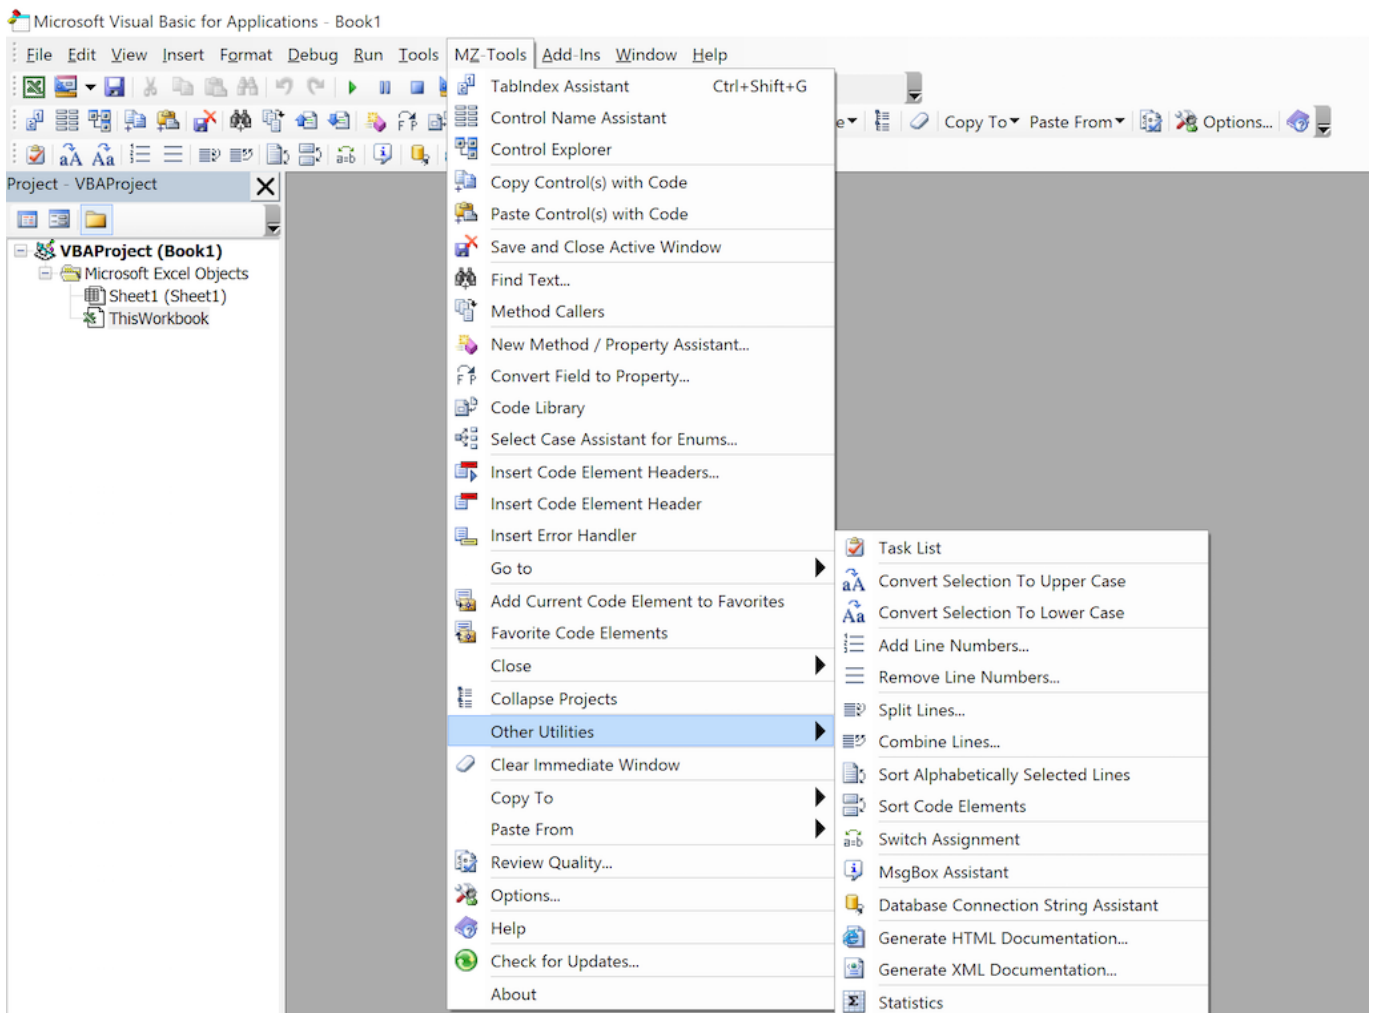 Microsoft Visual Basic for Applications - Book1
File Edit View Insert Format Debug Run Tools MZ-Tools Add-Ins Window Help
Copy To Paste From Options...
Project - VBAProject
VBAProject (Book1)
Microsoft Excel Objects
Sheet1 (Sheet1)
ThisWorkbook
TabIndex Assistant Ctrl+Shift+G
Control Name Assistant
Control Explorer
Copy Control(s) with Code
Paste Control(s) with Code
Save and Close Active Window
Find Text...
Method Callers
New Method / Property Assistant...
Convert Field to Property...
Code Library
Select Case Assistant for Enums...
Insert Code Element Headers...
Insert Code Element Header
Insert Error Handler
Go to
Add Current Code Element to Favorites
Favorite Code Elements
Close
Collapse Projects
Other Utilities
Clear Immediate Window
Copy To
Paste From
Review Quality...
Options...
Help
Check for Updates...
About
Task List
Convert Selection To Upper Case
Convert Selection To Lower Case
Add Line Numbers...
Remove Line Numbers...
Split Lines...
Combine Lines...
Sort Alphabetically Selected Lines
Sort Code Elements
Switch Assignment
MsgBox Assistant
Database Connection String Assistant
Generate HTML Documentation...
Generate XML Documentation...
Statistics